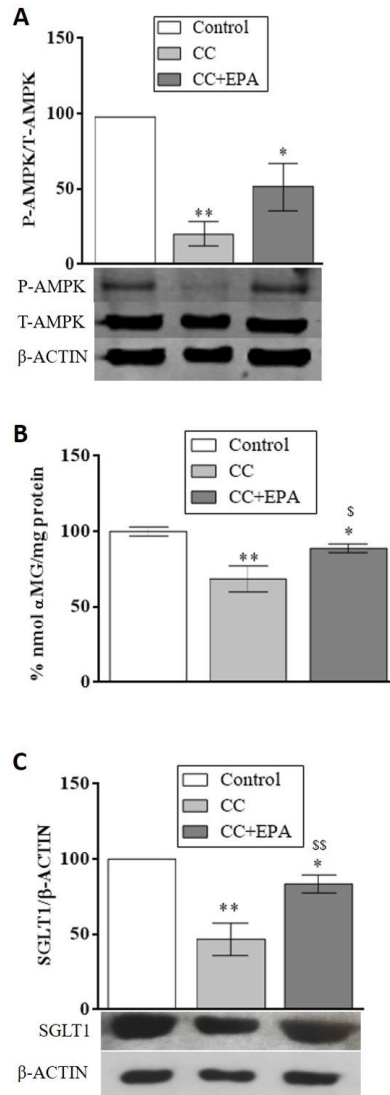 A
Control
CC
CC+EPA
P-AMPK/T-AMPK
150
100
50
0
**
*
P-AMPK
T-AMPK
β-ACTIN
B
Control
CC
CC+EPA
% nmol αMG/mg protein
150
100
50
0
**
$
*
C
Control
CC
CC+EPA
SGLT1/β-ACTIN
150
100
50
0
**
$$
*
SGLT1
β-ACTIN